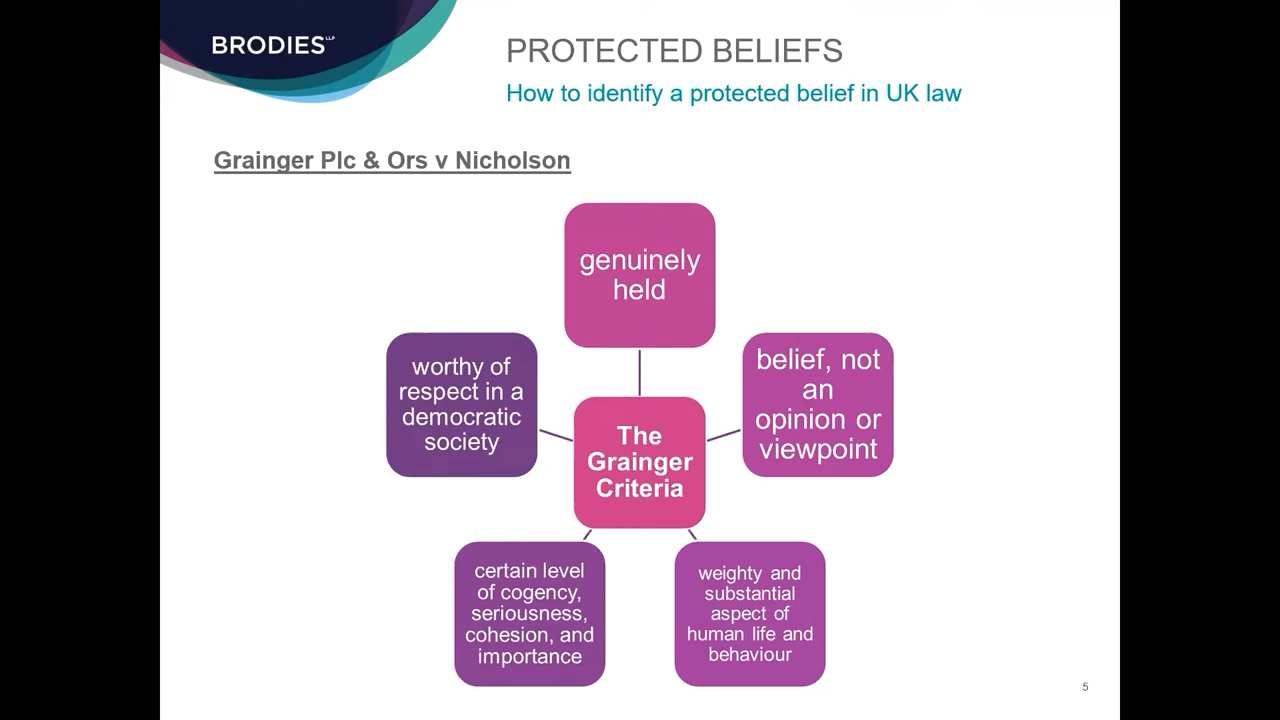 BRODIES LLP
PROTECTED BELIEFS
How to identify a protected belief in UK law
Grainger Plc & Ors v Nicholson
genuinely
held
belief, not
an
opinion or
viewpoint
weighty and
substantial
aspect of
human life and
behaviour
certain level
of cogency,
seriousness,
cohesion, and
importance
worthy of
respect in a
democratic
society
The
Grainger
Criteria
5